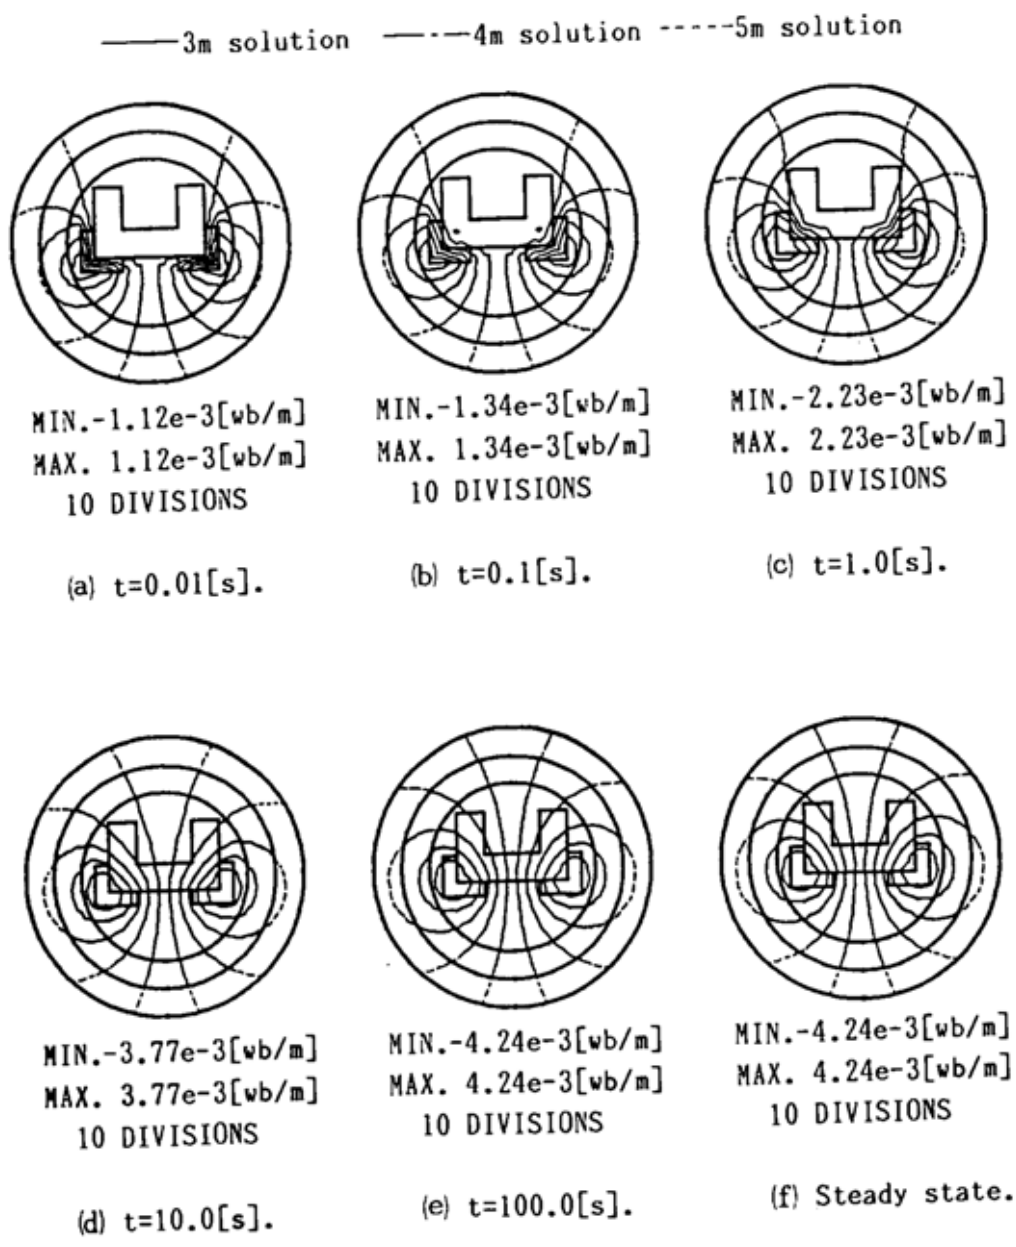 3m solution 4m solution 5m solution
MIN.-1.12e-3[wb/m]
MAX. 1.12e-3[wb/m]
10 DIVISIONS
(a) t=0.01[s].
MIN.-1.34e-3[wb/m]
MAX. 1.34e-3[wb/m]
10 DIVISIONS
(b) t=0.1[s].
MIN.-2.23e-3[wb/m]
MAX. 2.23e-3[wb/m]
10 DIVISIONS
(c) t=1.0[s].
MIN.-3.77e-3[wb/m]
MAX. 3.77e-3[wb/m]
10 DIVISIONS
(d) t=10.0[s].
MIN.-4.24e-3[wb/m]
MAX. 4.24e-3[wb/m]
10 DIVISIONS
(e) t=100.0[s].
MIN.-4.24e-3[wb/m]
MAX. 4.24e-3[wb/m]
10 DIVISIONS
(f) Steady state.